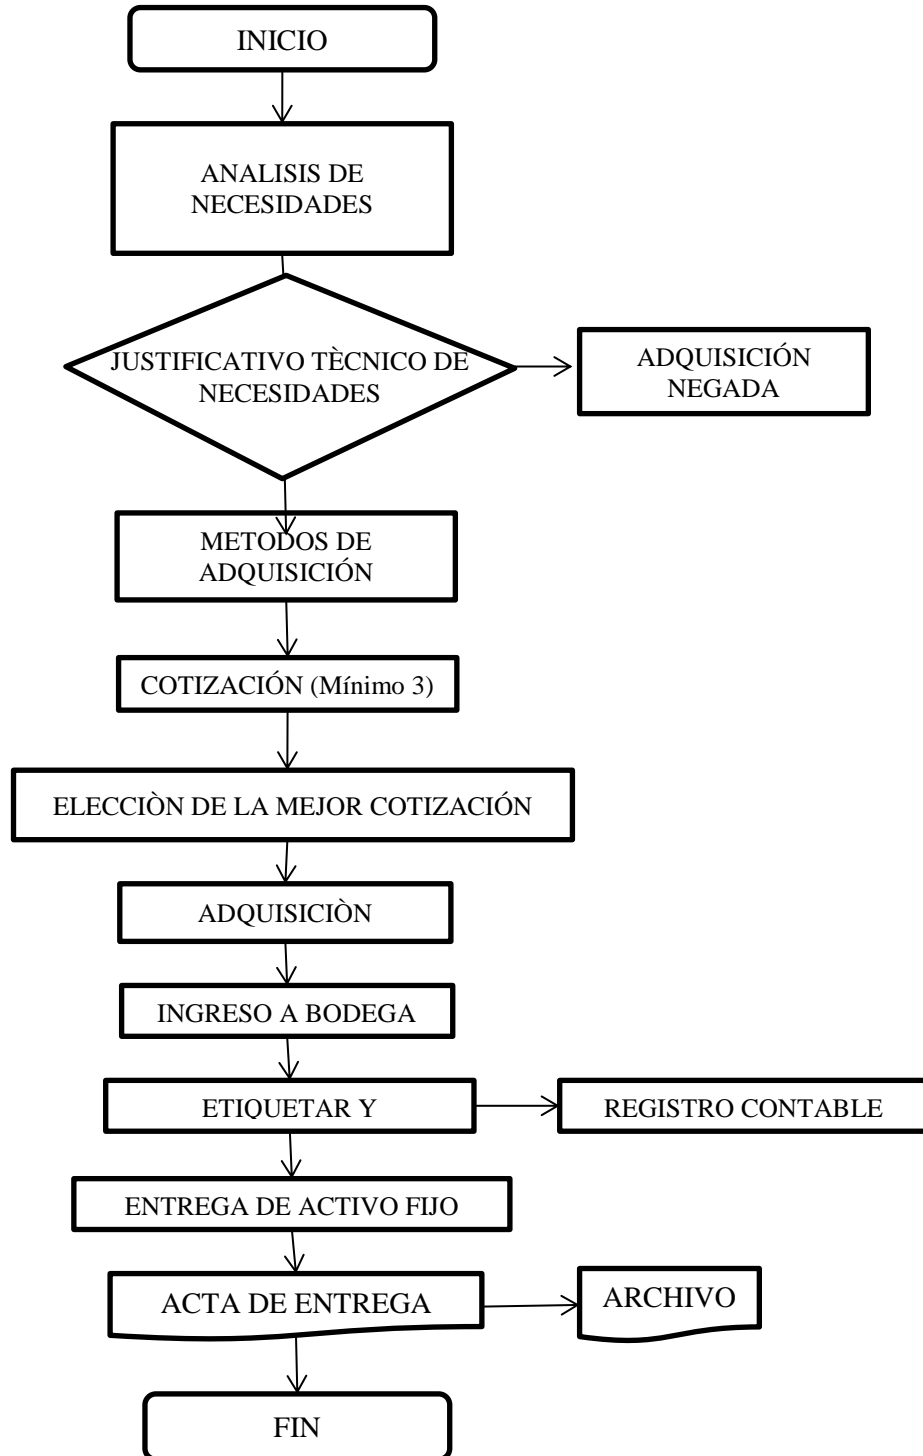 INICIO
ANALISIS DE
NECESIDADES
JUSTIFICATIVO TÈCNICO DE
NECESIDADES
ADQUISICIÓN
NEGADA
METODOS DE
ADQUISICIÓN
COTIZACIÓN (Mínimo 3)
ELECCIÒN DE LA MEJOR COTIZACIÓN
ADQUISICIÒN
INGRESO A BODEGA
ETIQUETAR Y
REGISTRO CONTABLE
ENTREGA DE ACTIVO FIJO
ACTA DE ENTREGA
ARCHIVO
FIN